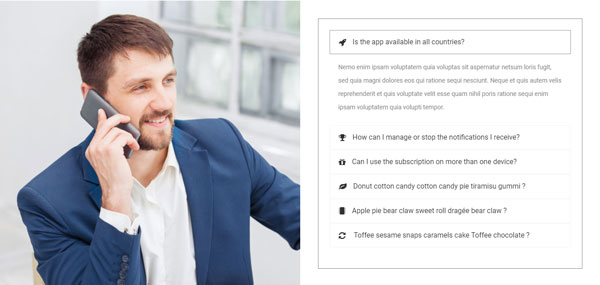 Is the app available in all countries?
Nemo enim ipsam voluptatem quia voluptas sit aspernatur netsum loris fugit,
sed quia magni dolores eos qui ratione sequi nesciunt. Neque et quis autem velis
reprehenderit et quis voluptate velit esse quam nihil poris ratione sequi enim
ipsam voluptatem quia volupti tempor.
How can I manage or stop the notifications I receive?
Can I use the subscription on more than one device?
Donut cotton candy cotton candy pie tiramisu gummi ?
Apple pie bear claw sweet roll dragée bear claw ?
Toffee sesame snaps caramels cake Toffee chocolate ?